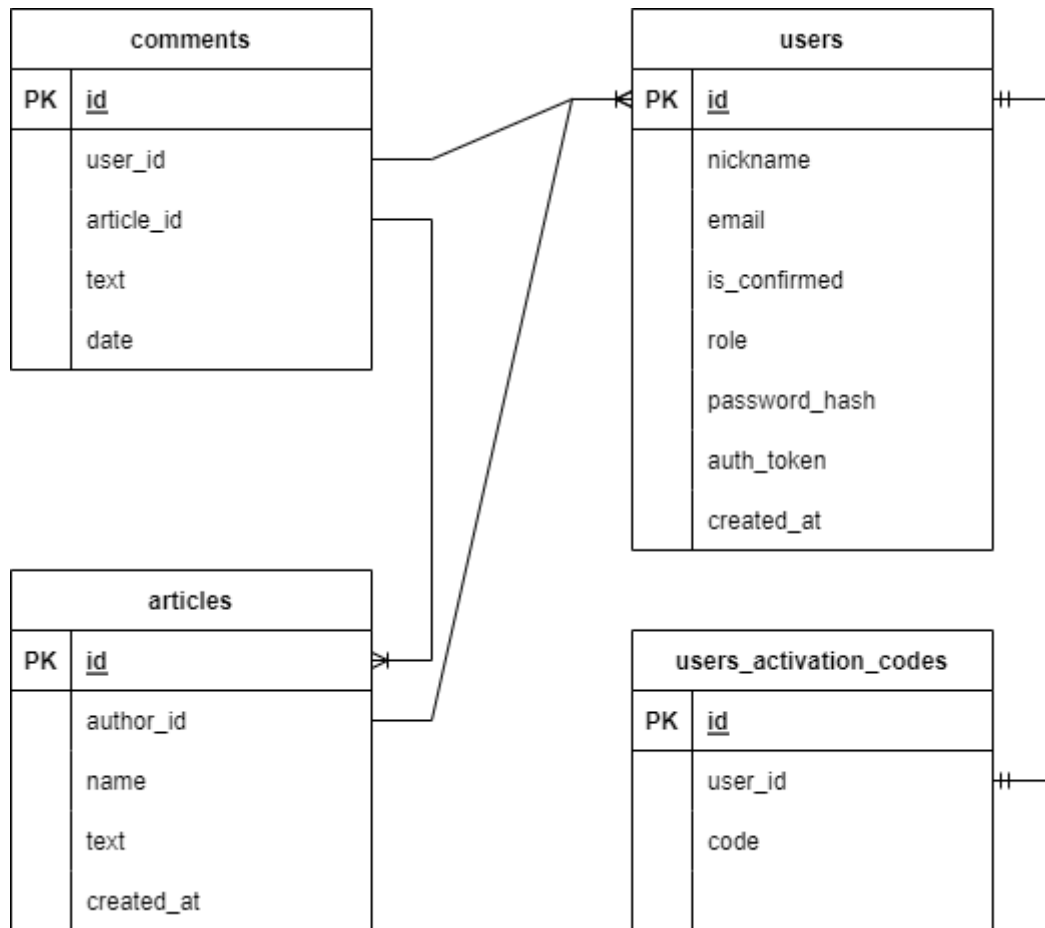 comments
PK id
user_id
article_id
text
date
users
PK id
nickname
email
is_confirmed
role
password_hash
auth_token
created_at
articles
PK id
author_id
name
text
created_at
users_activation_codes
PK id
user_id
code